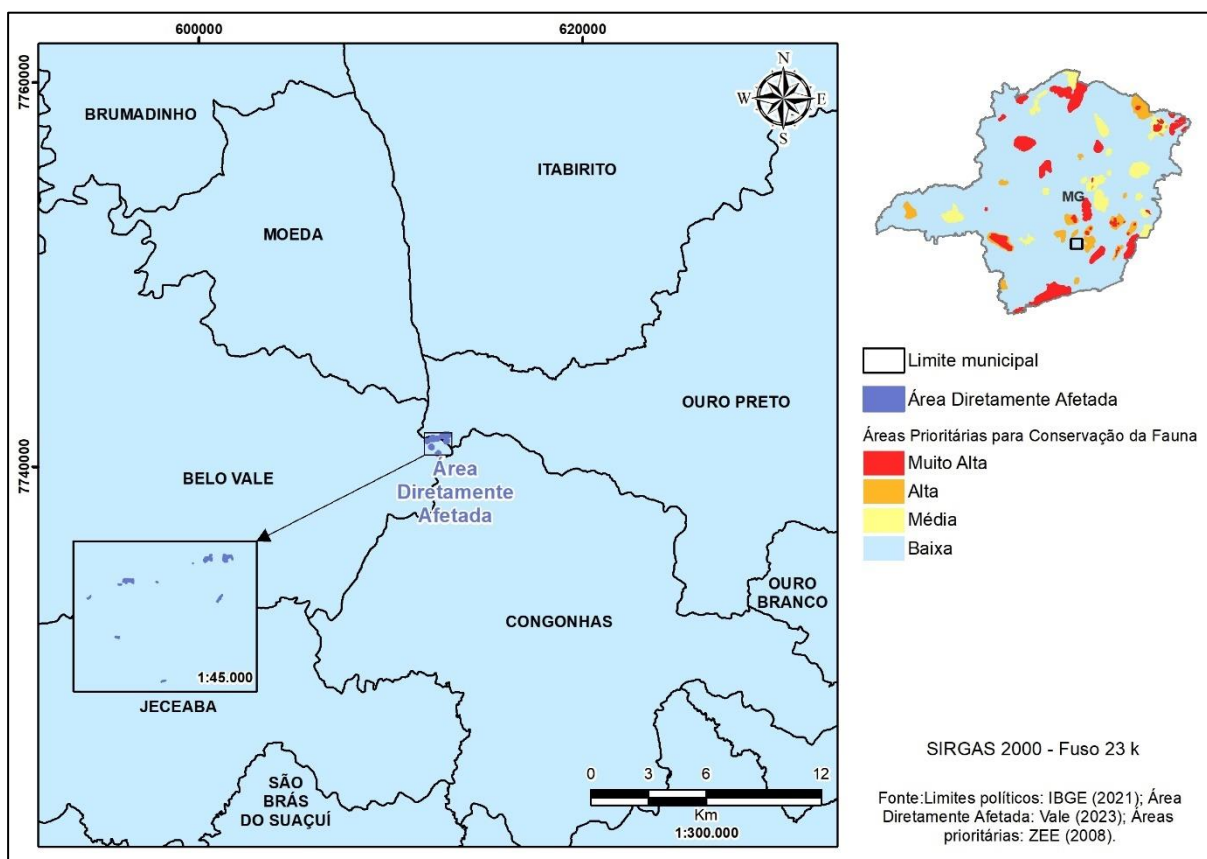 600000
620000
7760000
7740000
N
W E
S
BRUMADINHO
ITABIRITO
MOEDA
OURO PRETO
BELO VALE
Área
Diretamente
Afetada
OURO
BRANCO
CONGONHAS
1:45.000
JECEABA
SÃO
BRÁS
DO SUAÇUÍ
0 3 6 12
Km
1:300.000
MG
Limite municipal
Área Diretamente Afetada
Áreas Prioritárias para Conservação da Fauna
Muito Alta
Alta
Média
Baixa
SIRGAS 2000 - Fuso 23 k
Fonte:Limites políticos: IBGE (2021); Área
Diretamente Afetada: Vale (2023); Áreas
prioritárias: ZEE (2008).